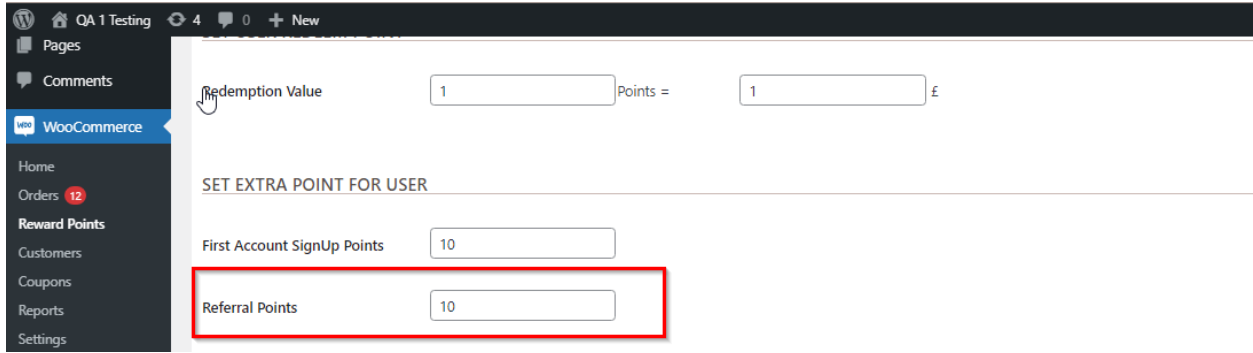 QA 1 Testing 4 0 + New
Pages
Comments
WooCommerce
Home
Orders 12
Reward Points
Customers
Coupons
Reports
Settings
Redemption Value 1 Points = 1 £
SET EXTRA POINT FOR USER
First Account SignUp Points 10
Referral Points 10